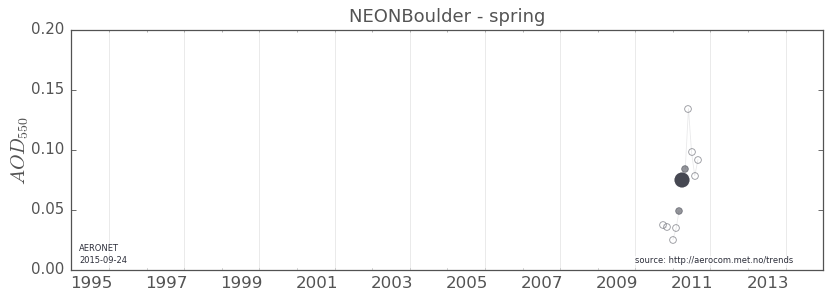 NEONBoulder - spring
0.20
0.15
0.10
0.05
0.00
AOD550
AERONET
2015-09-24
source: http://aerocom.met.no/trends
1995 1997 1999 2001 2003 2005 2007 2009 2011 2013